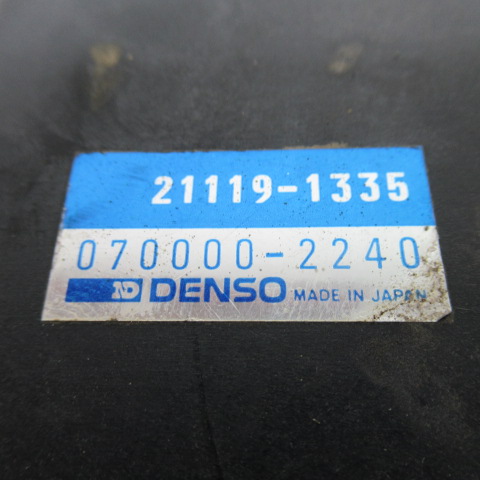 21119-1335
070000-2240
ND DENSO MADE IN JAPAN